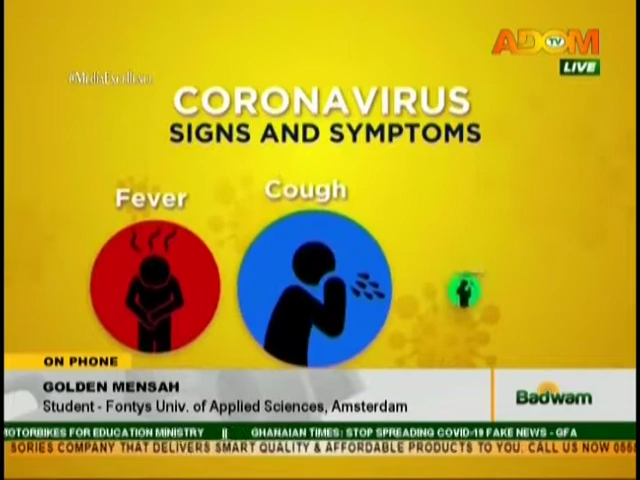 ADOM
TV
LIVE
#MediaExcellence
CORONAVIRUS
SIGNS AND SYMPTOMS
Fever
Cough
ON PHONE
GOLDEN MENSAH
Student - Fontys Univ. of Applied Sciences, Amsterdam
Badwam
MOTORBIKES FOR EDUCATION MINISTRY || GHANAIAN TIMES: STOP SPREADING COVID-19 FAKE NEWS - GFA
SORIES COMPANY THAT DELIVERS SMART QUALITY & AFFORDABLE PRODUCTS TO YOU. CALL US NOW